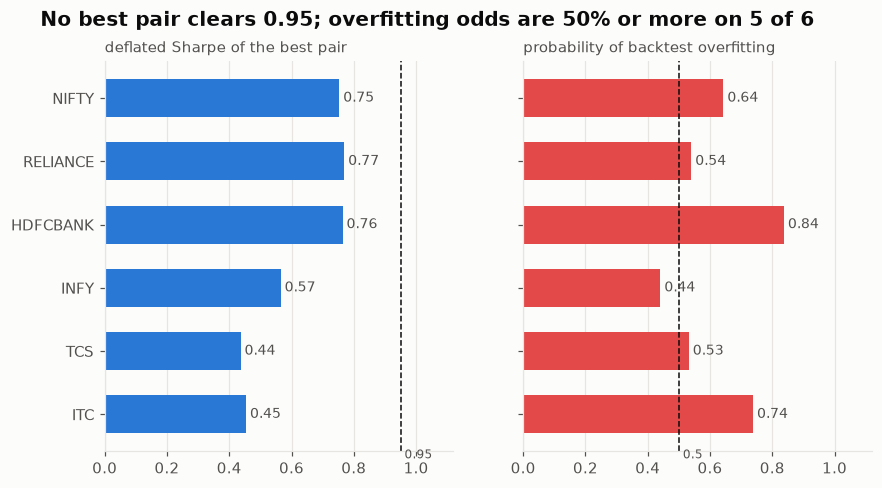 No best pair clears 0.95; overfitting odds are 50% or more on 5 of 6
deflated Sharpe of the best pair
probability of backtest overfitting
NIFTY 0.75 0.64
RELIANCE 0.77 0.54
HDFCBANK 0.76 0.84
INFY 0.57 0.44
TCS 0.44 0.53
ITC 0.45 0.74
0.95 0.5
0.0 0.2 0.4 0.6 0.8 1.0 0.0 0.2 0.4 0.6 0.8 1.0